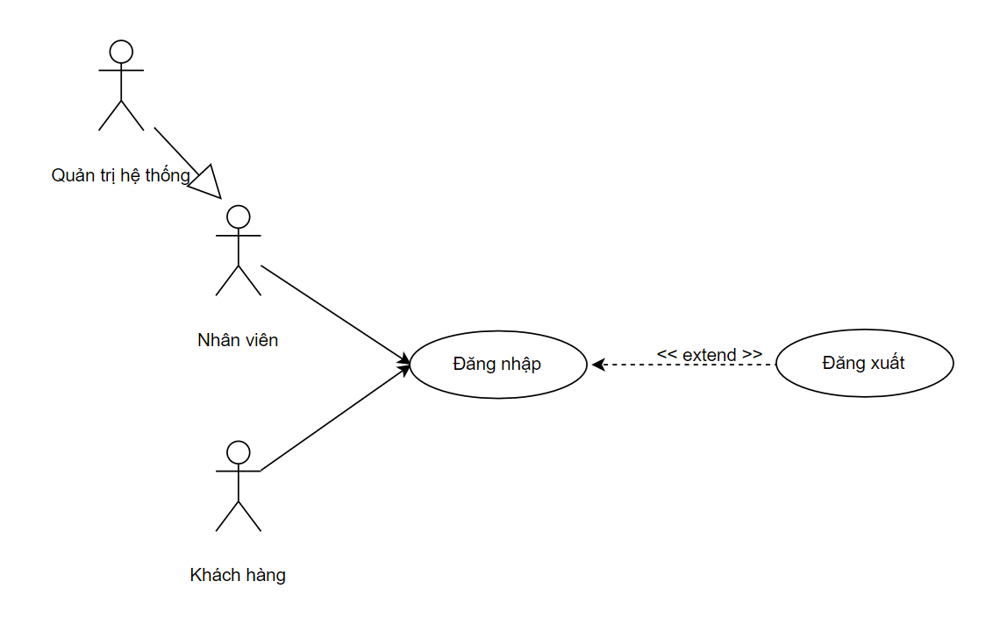 Quản trị hệ thống
Nhân viên
Đăng nhập
<< extend >>
Đăng xuất
Khách hàng